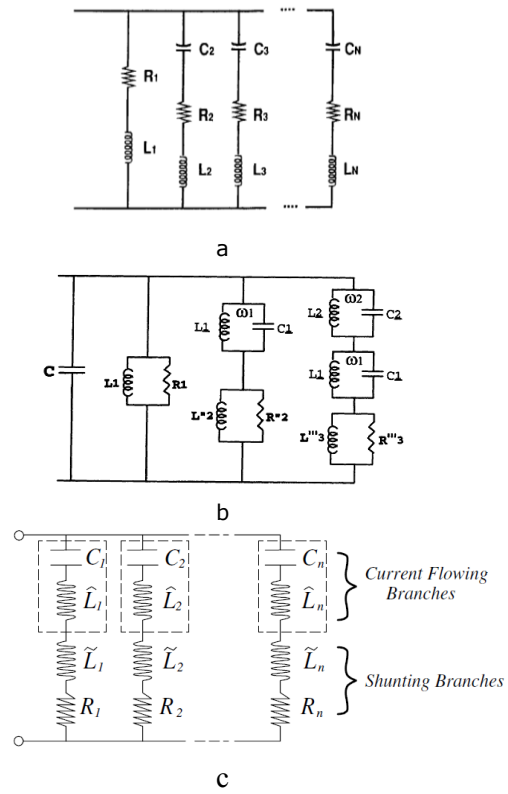 .... 
C2 C3 CN
R1
R2 R3 RN
L1
L2 L3 LN
....
a
ω1 ω2
L1 C1 L2 C2
ω1
C L1 R1 L1 C1
L"2 R"2 L'''3 R'''3
b
C1 C2 Cn
Current Flowing
Branches
L̂1 L̂2 L̂n
L̃1 L̃2 L̃n
Shunting Branches
R1 R2 Rn
c